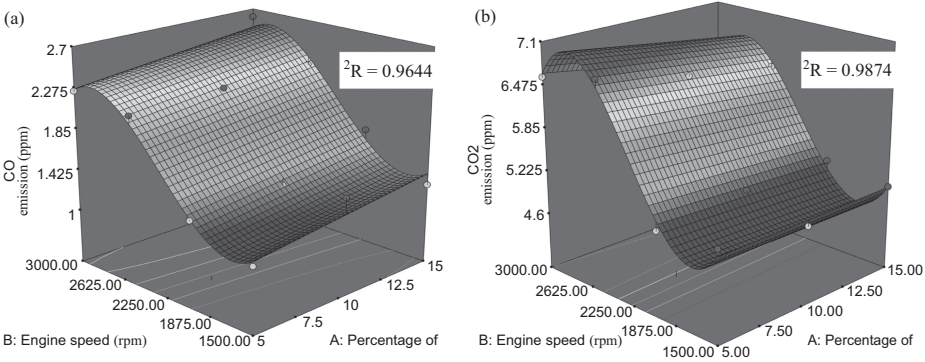 (a)
2.7
2.275
1.85
1.425
1
CO
emission (ppm)
²R = 0.9644
3000.00
2625.00
2250.00
1875.00
1500.00
5
7.5
10
12.5
15
B: Engine speed (rpm)
A: Percentage of
(b)
7.1
6.475
5.85
5.225
4.6
CO2
emission (ppm)
²R = 0.9874
3000.00
2625.00
2250.00
1875.00
1500.00
5.00
7.50
10.00
12.50
15.00
B: Engine speed (rpm)
A: Percentage of